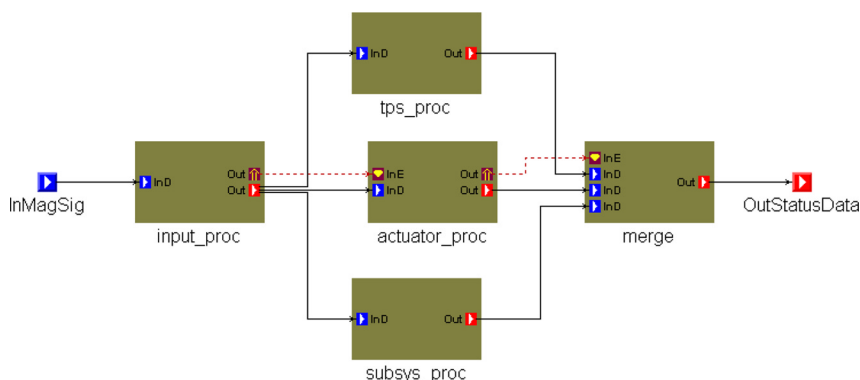 InD
Out
tps_proc
InMagSig
InD
Out
Out
input_proc
InE
InD
Out
Out
actuator_proc
InE
InD
InD
InD
Out
merge
OutStatusData
InD
Out
subsys_proc